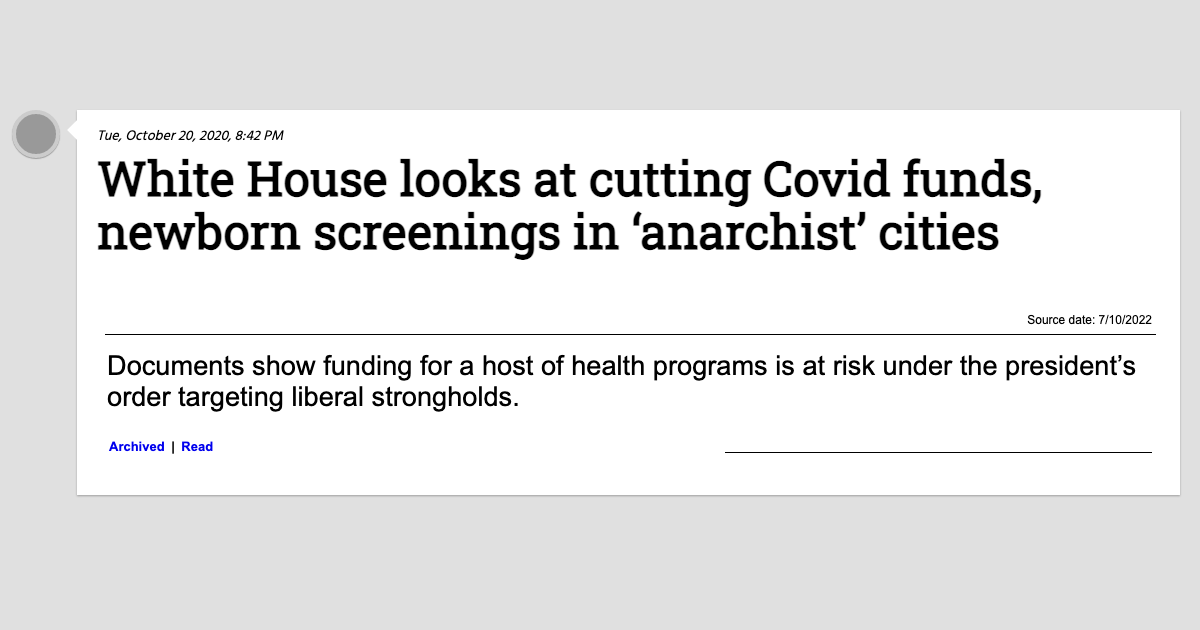 Tue, October 20, 2020, 8:42 PM
White House looks at cutting Covid funds,
newborn screenings in ‘anarchist’ cities
Source date: 7/10/2022
Documents show funding for a host of health programs is at risk under the president’s
order targeting liberal strongholds.
Archived | Read